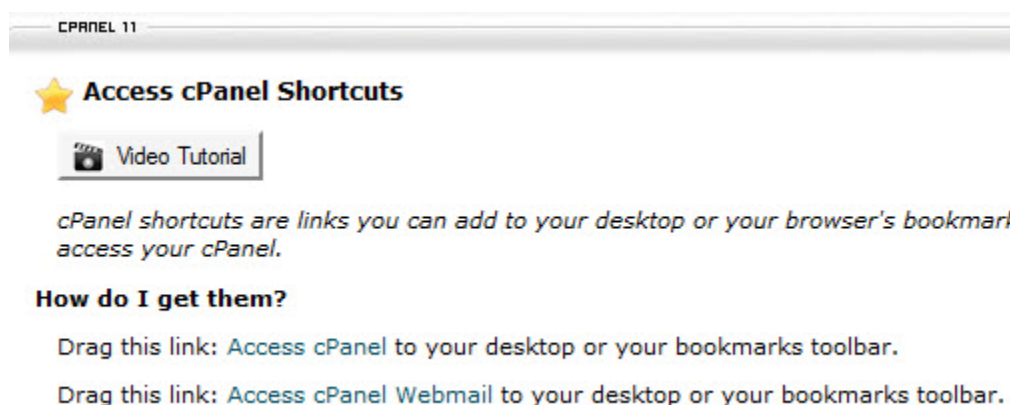 CPANEL 11
Access cPanel Shortcuts
Video Tutorial
cPanel shortcuts are links you can add to your desktop or your browser's bookmark
access your cPanel.
How do I get them?
Drag this link: Access cPanel to your desktop or your bookmarks toolbar.
Drag this link: Access cPanel Webmail to your desktop or your bookmarks toolbar.